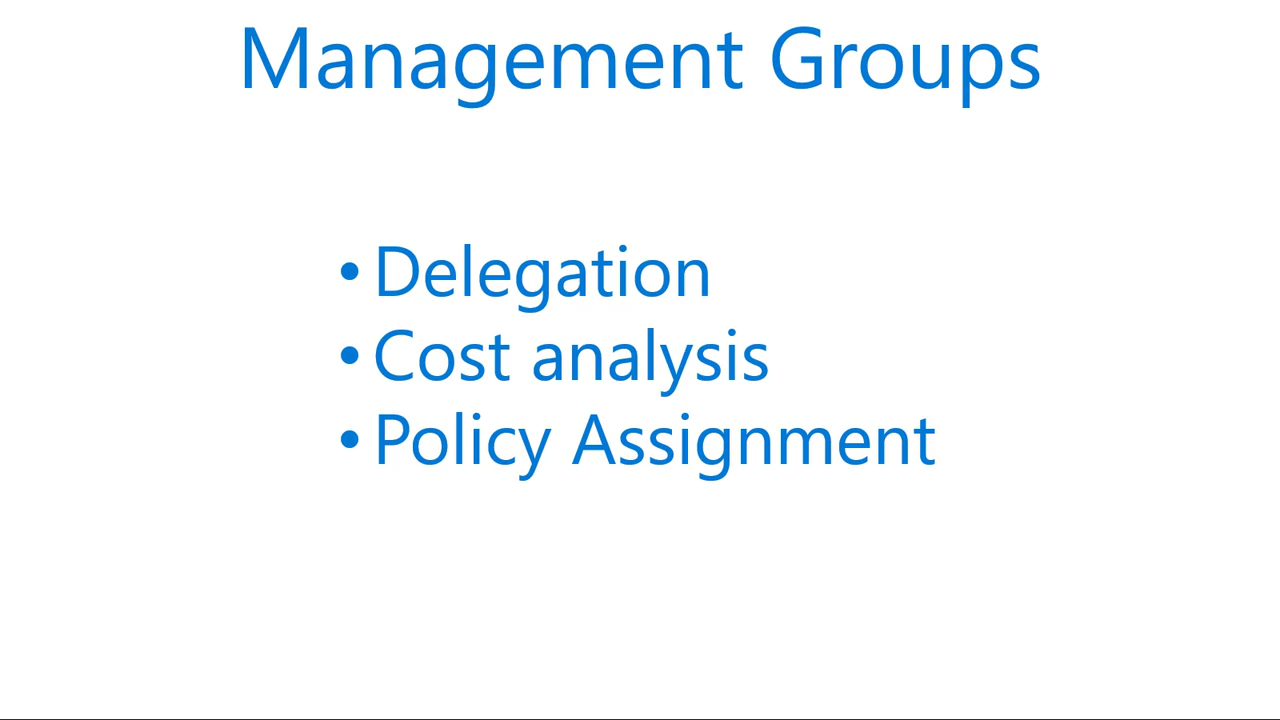 Management Groups
• Delegation
• Cost analysis
• Policy Assignment